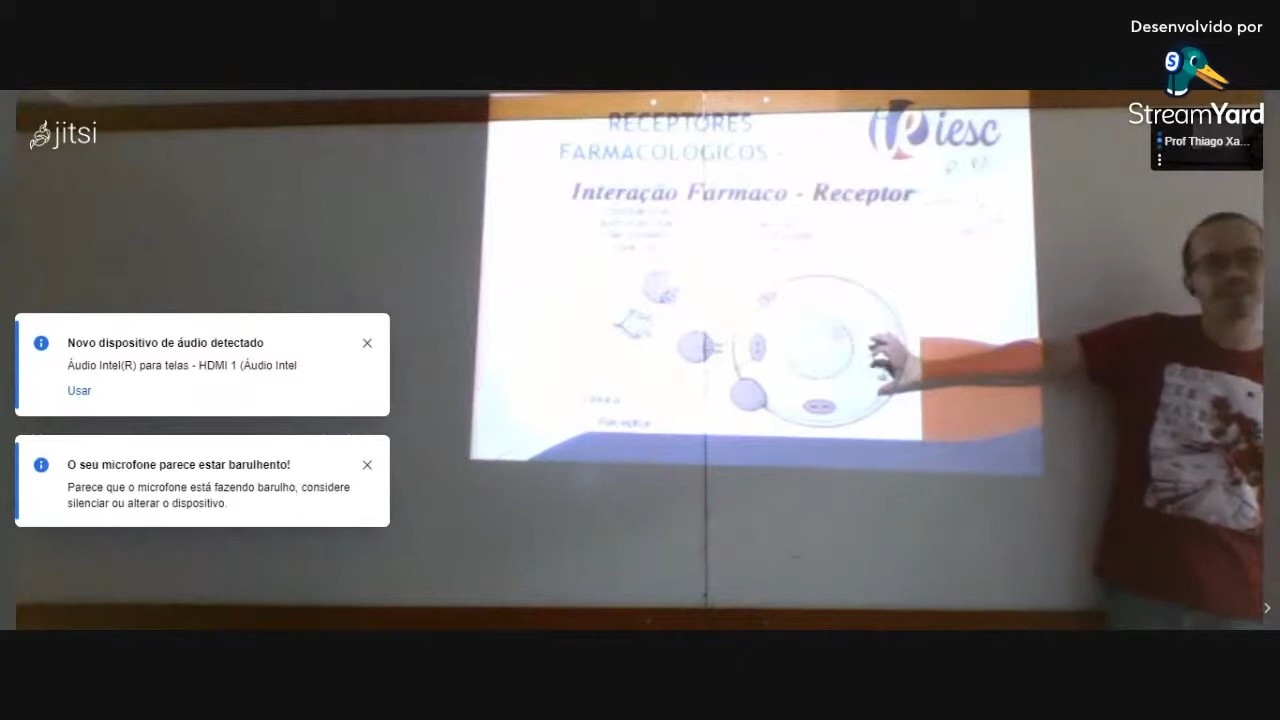 Desenvolvido por
StreamYard
jitsi
Prof Thiago Xa...
RECEPTORES
FARMACOLOGICOS -
iesc
Interação Farmaco - Receptor
Novo dispositivo de áudio detectado
Áudio Intel(R) para telas - HDMI 1 (Áudio Intel
Usar
O seu microfone parece estar barulhento!
Parece que o microfone está fazendo barulho, considere
silenciar ou alterar o dispositivo.